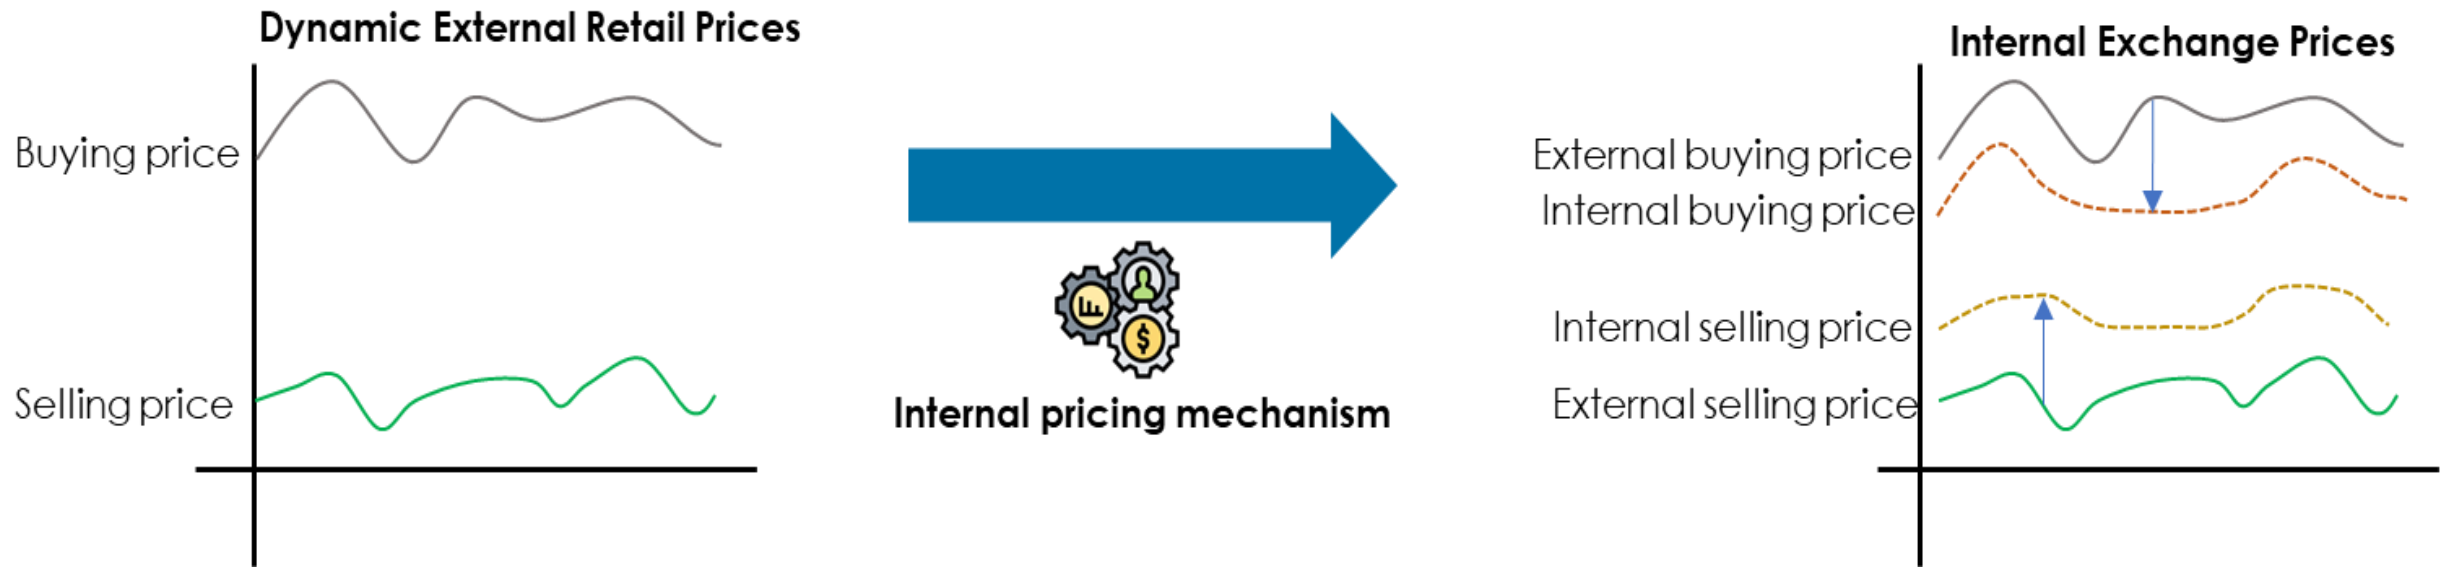 Dynamic External Retail Prices
Buying price
Selling price
$
Internal pricing mechanism
Internal Exchange Prices
External buying price
Internal buying price
Internal selling price
External selling price